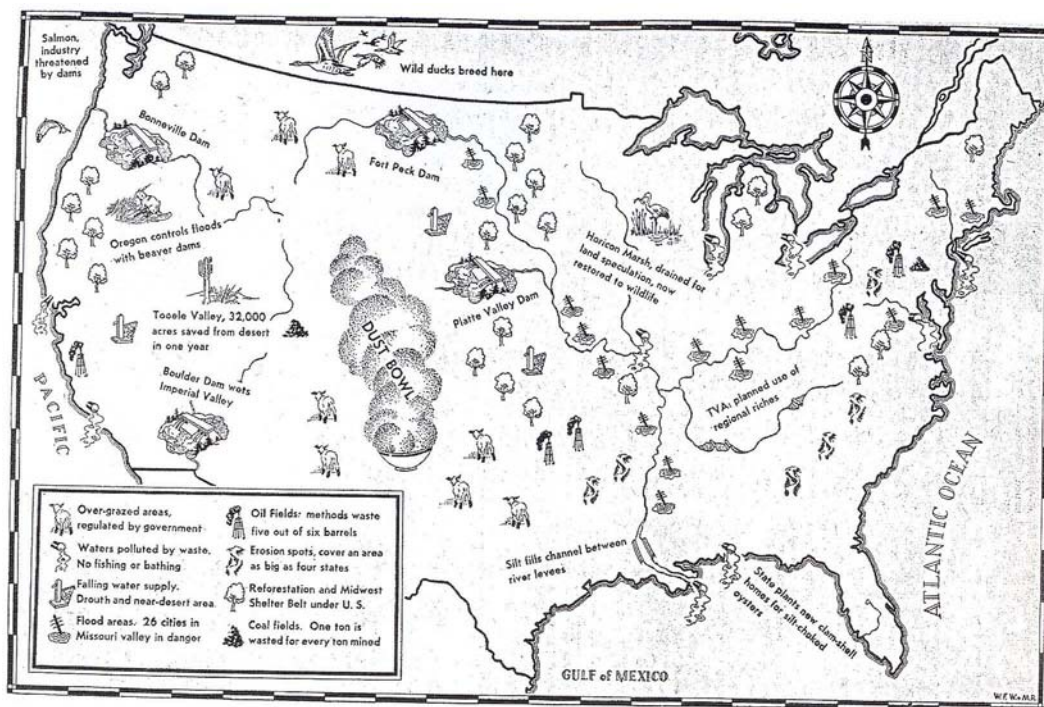 Salmon,
industry
threatened
by dams
Wild ducks breed here
Bonneville Dam
Fort Peck Dam
Oregon controls floods
with beaver dams
Horicon Marsh, drained for
land speculation, now
restored to wildlife
Tooele Valley, 32,000
acres saved from desert
in one year
Platte Valley Dam
DUST BOWL
Boulder Dam wets
Imperial Valley
TVA: planned use of
regional riches
PACIFIC
ATLANTIC OCEAN
Over-grazed areas,
regulated by government
Waters polluted by waste.
No fishing or bathing
Falling water supply.
Drouth and near-desert area.
Flood areas. 26 cities in
Missouri valley in danger
Oil Fields: methods waste
five out of six barrels
Erosion spots, cover an area
as big as four states
Reforestation and Midwest
Shelter Belt under U. S.
Coal fields. One ton is
wasted for every ton mined
Silt fills channel between
river levees
State plants new clam-shell
homes for silt-choked
oysters
GULF of MEXICO